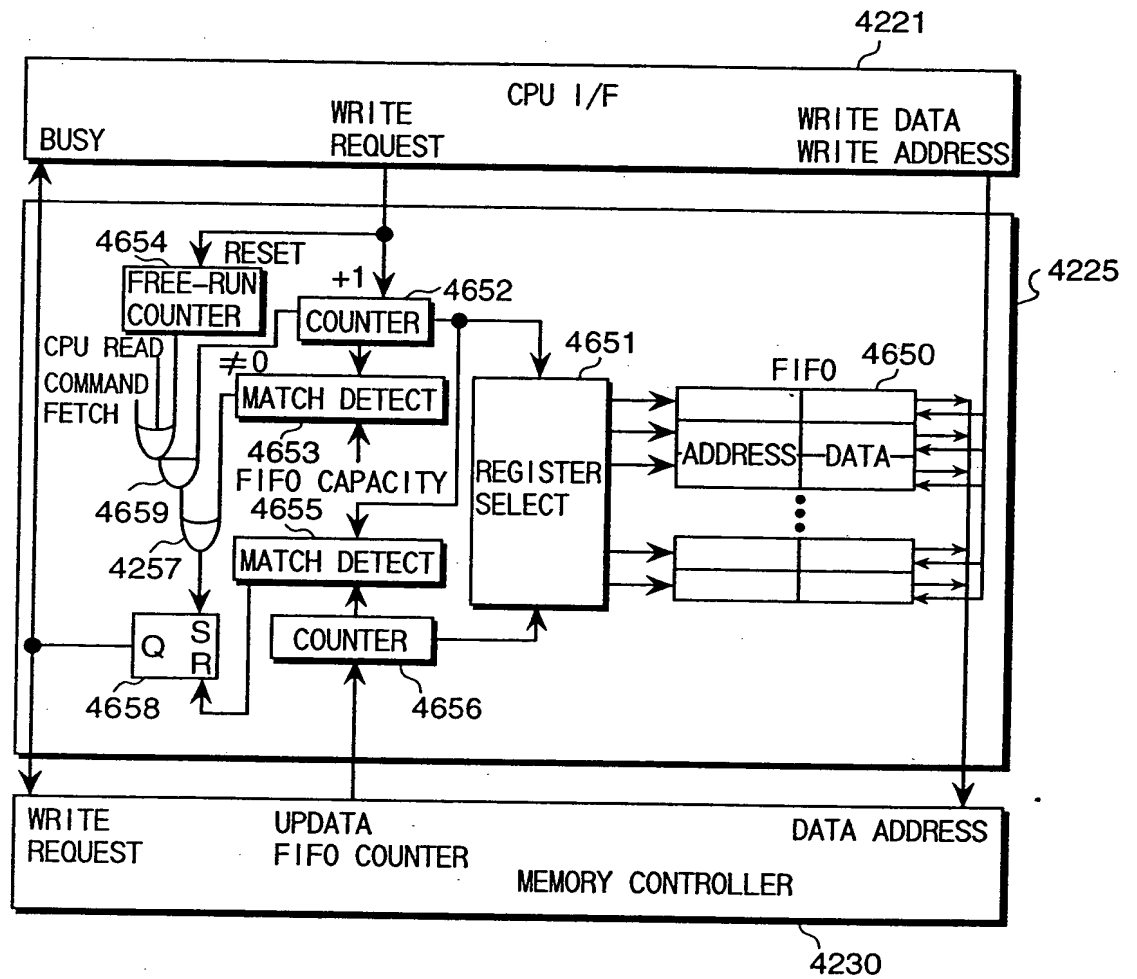 4221
CPU I/F
WRITE
REQUEST
WRITE DATA
WRITE ADDRESS
BUSY
4654
RESET
FREE-RUN
COUNTER
+1
4652
COUNTER
4225
CPU READ
≠0
COMMAND
FETCH
MATCH DETECT
4653
FIFO CAPACITY
4651
REGISTER
SELECT
FIFO
4650
ADDRESS
DATA
4659
4655
4257
MATCH DETECT
COUNTER
4656
Q
S
R
4658
WRITE
REQUEST
UPDATA
FIFO COUNTER
DATA ADDRESS
MEMORY CONTROLLER
4230